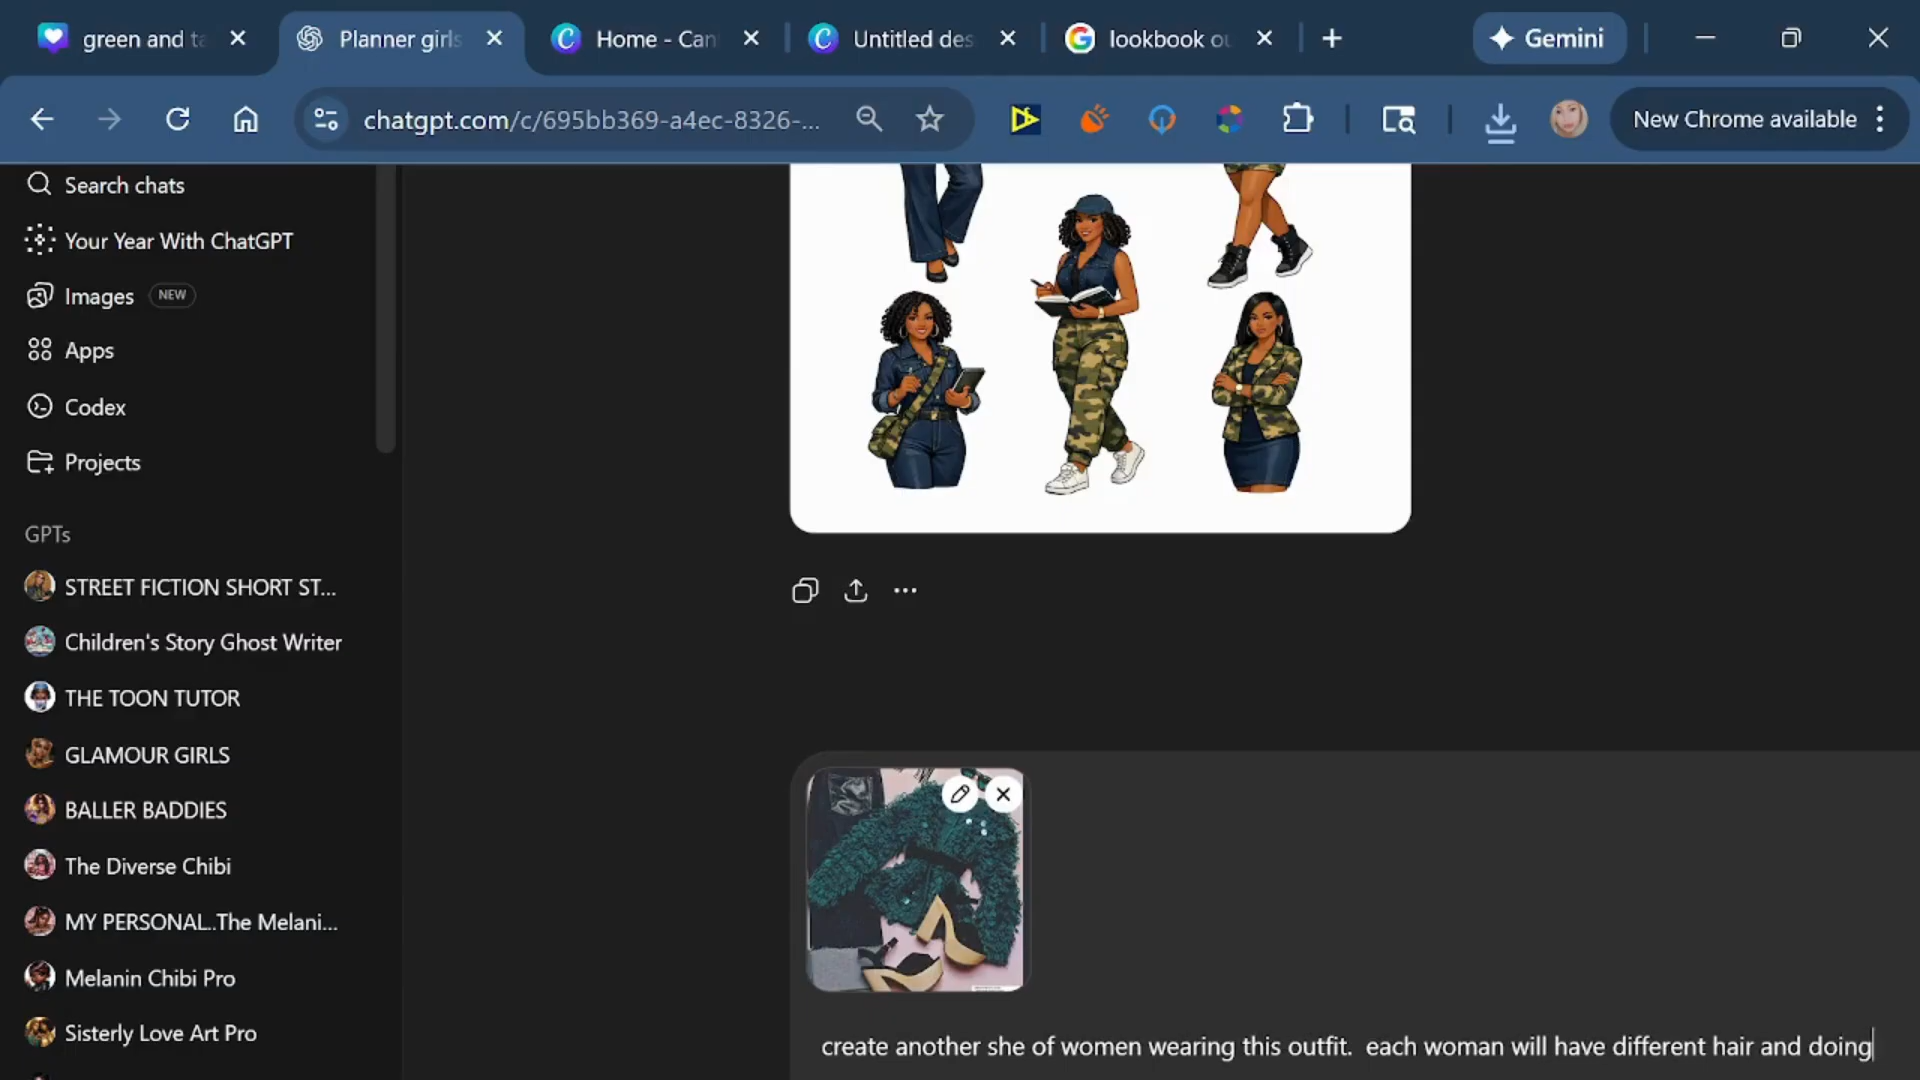 green and ta
Planner girls
Home - Can
Untitled des
lookbook ou
Gemini
chatgpt.com/c/695bb369-a4ec-8326-...
New Chrome available
Search chats
Your Year With ChatGPT
Images NEW
Apps
Codex
Projects
GPTs
STREET FICTION SHORT ST...
Children's Story Ghost Writer
THE TOON TUTOR
GLAMOUR GIRLS
BALLER BADDIES
The Diverse Chibi
MY PERSONAL..The Melani...
Melanin Chibi Pro
Sisterly Love Art Pro
create another she of women wearing this outfit.  each woman will have different hair and doing